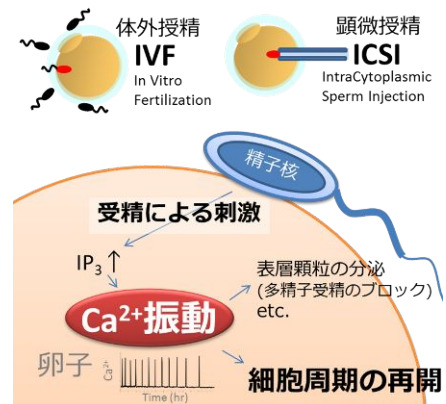 体外授精
IVF
In Vitro
Fertilization
顕微授精
ICSI
IntraCytoplasmic
Sperm Injection
精子核
受精による刺激
IP₃ ↑
表層顆粒の分泌
(多精子受精のブロック)
etc.
Ca²⁺振動
卵子
Ca²⁺
Time (hr)
細胞周期の再開